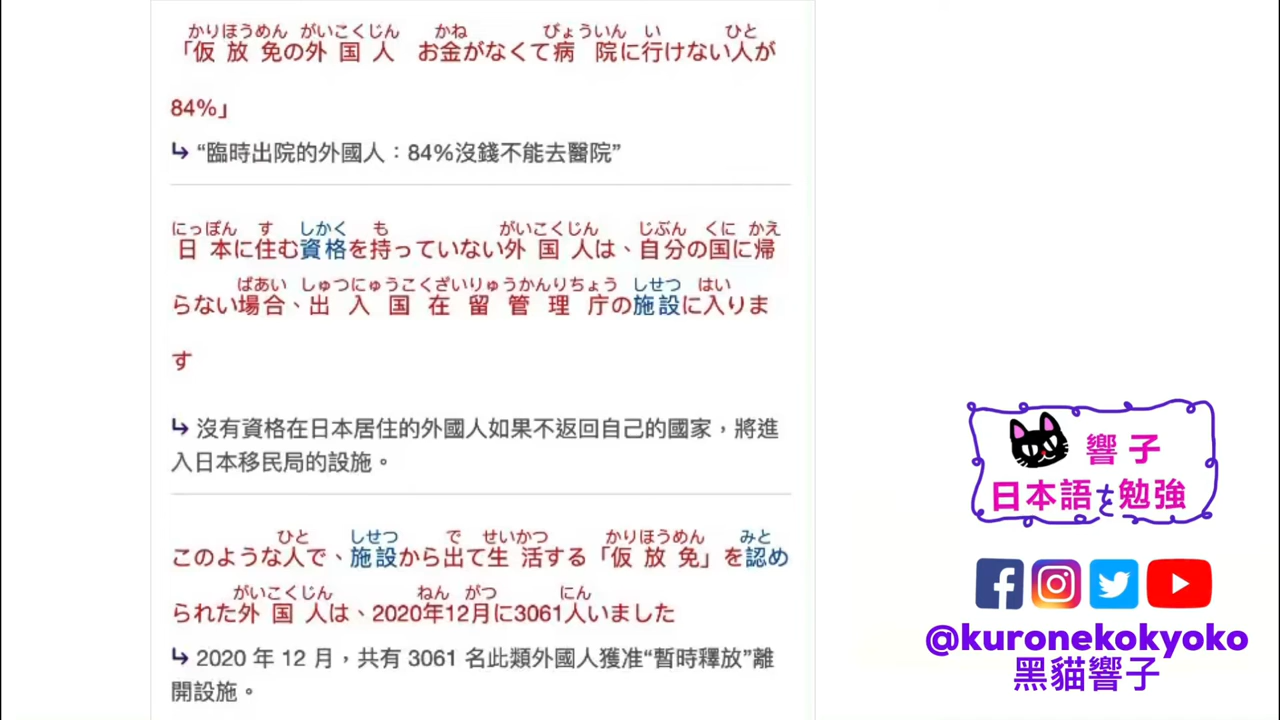 かりほうめん がいこくじん かね びょういん い ひと
「仮放免の外国人 お金がなくて病院に行けない人が
84%」
↳ “臨時出院的外國人：84%沒錢不能去醫院”
にっぽん す しかく も がいこくじん じぶん くに かえ
日本に住む資格を持っていない外国人は、自分の国に帰
ばあい しゅつにゅうこくざいりゅうかんりちょう しせつ はい
らない場合、出入国在留管理庁の施設に入りま
す
↳ 沒有資格在日本居住的外國人如果不返回自己的國家，將進
入日本移民局的設施。
ひと しせつ で せいかつ かりほうめん みと
このような人で、施設から出て生活する「仮放免」を認め
がいこくじん ねん がつ にん
られた外国人は、2020年12月に3061人いました
↳ 2020 年 12 月，共有 3061 名此類外國人獲准“暫時釋放”離
開設施。
響子
日本語を勉強
@kuronekokyoko
黑貓響子